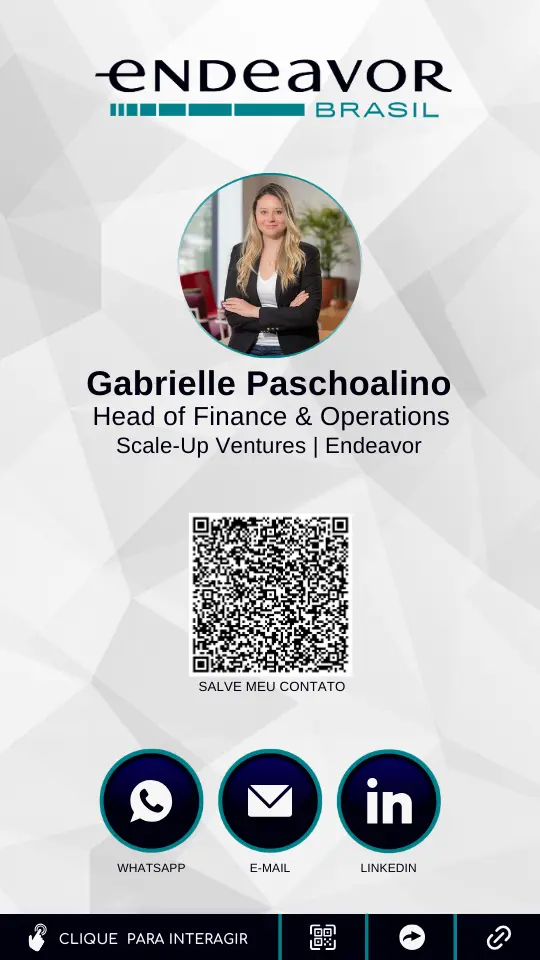 ENDEAVOR
BRASIL
Gabrielle Paschoalino
Head of Finance & Operations
Scale-Up Ventures | Endeavor
SALVE MEU CONTATO
WHATSAPP
E-MAIL
LINKEDIN
CLIQUE PARA INTERAGIR